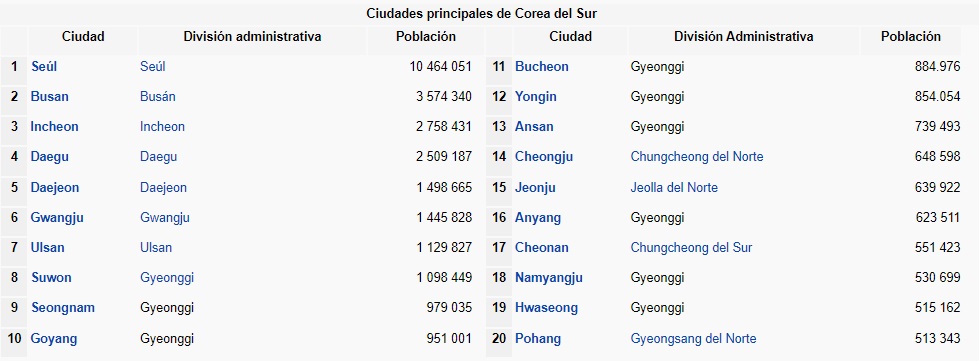 Ciudades principales de Corea del Sur
Ciudad División administrativa Población Ciudad División Administrativa Población
1 Seúl Seúl 10 464 051 11 Bucheon Gyeonggi 884.976
2 Busan Busán 3 574 340 12 Yongin Gyeonggi 854.054
3 Incheon Incheon 2 758 431 13 Ansan Gyeonggi 739 493
4 Daegu Daegu 2 509 187 14 Cheongju Chungcheong del Norte 648 598
5 Daejeon Daejeon 1 498 665 15 Jeonju Jeolla del Norte 639 922
6 Gwangju Gwangju 1 445 828 16 Anyang Gyeonggi 623 511
7 Ulsan Ulsan 1 129 827 17 Cheonan Chungcheong del Sur 551 423
8 Suwon Gyeonggi 1 098 449 18 Namyangju Gyeonggi 530 699
9 Seongnam Gyeonggi 979 035 19 Hwaseong Gyeonggi 515 162
10 Goyang Gyeonggi 951 001 20 Pohang Gyeongsang del Norte 513 343